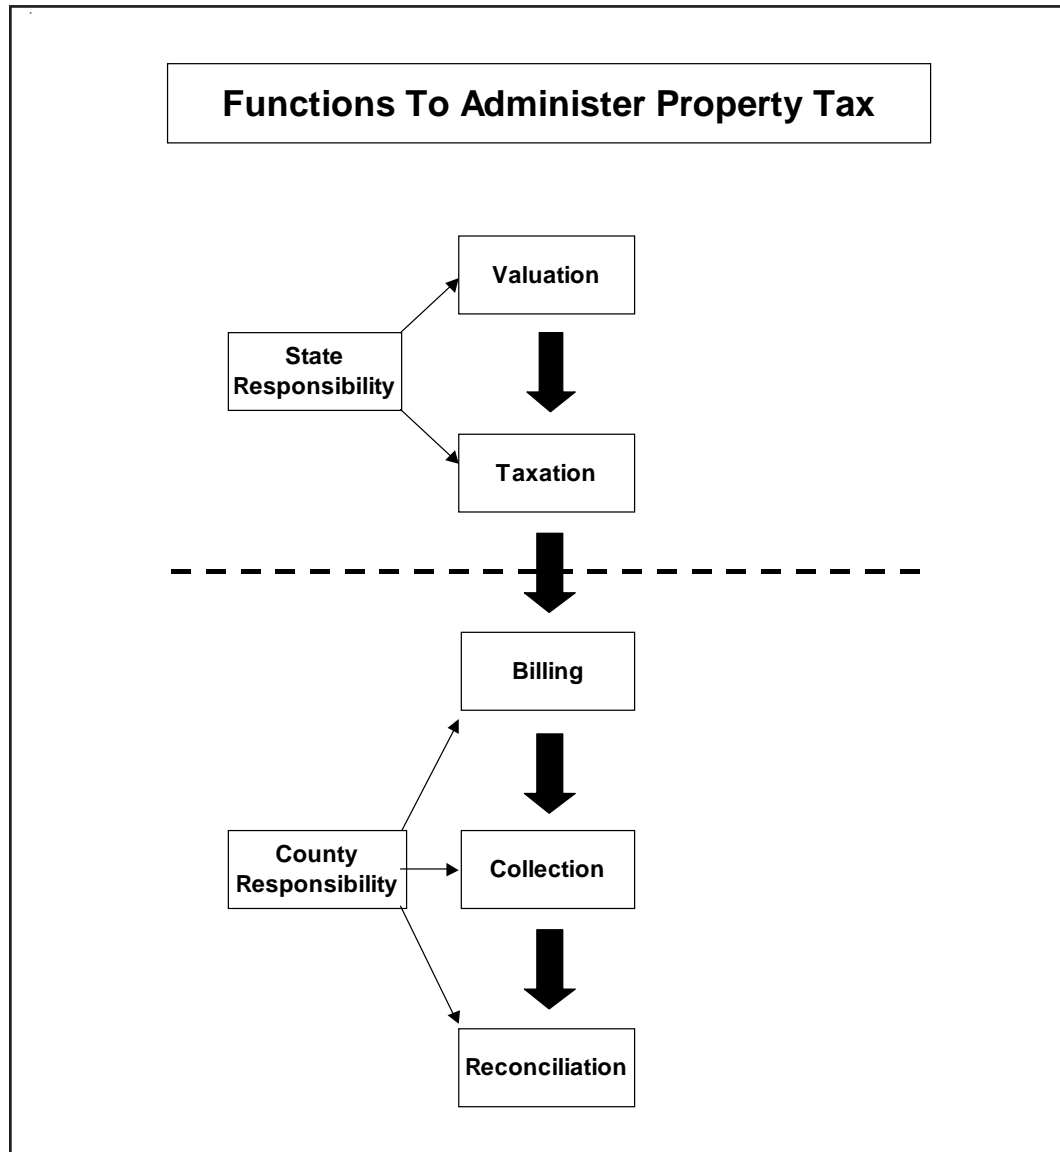 Functions To Administer Property Tax
Valuation
State
Responsibility
Taxation
Billing
County
Responsibility
Collection
Reconciliation